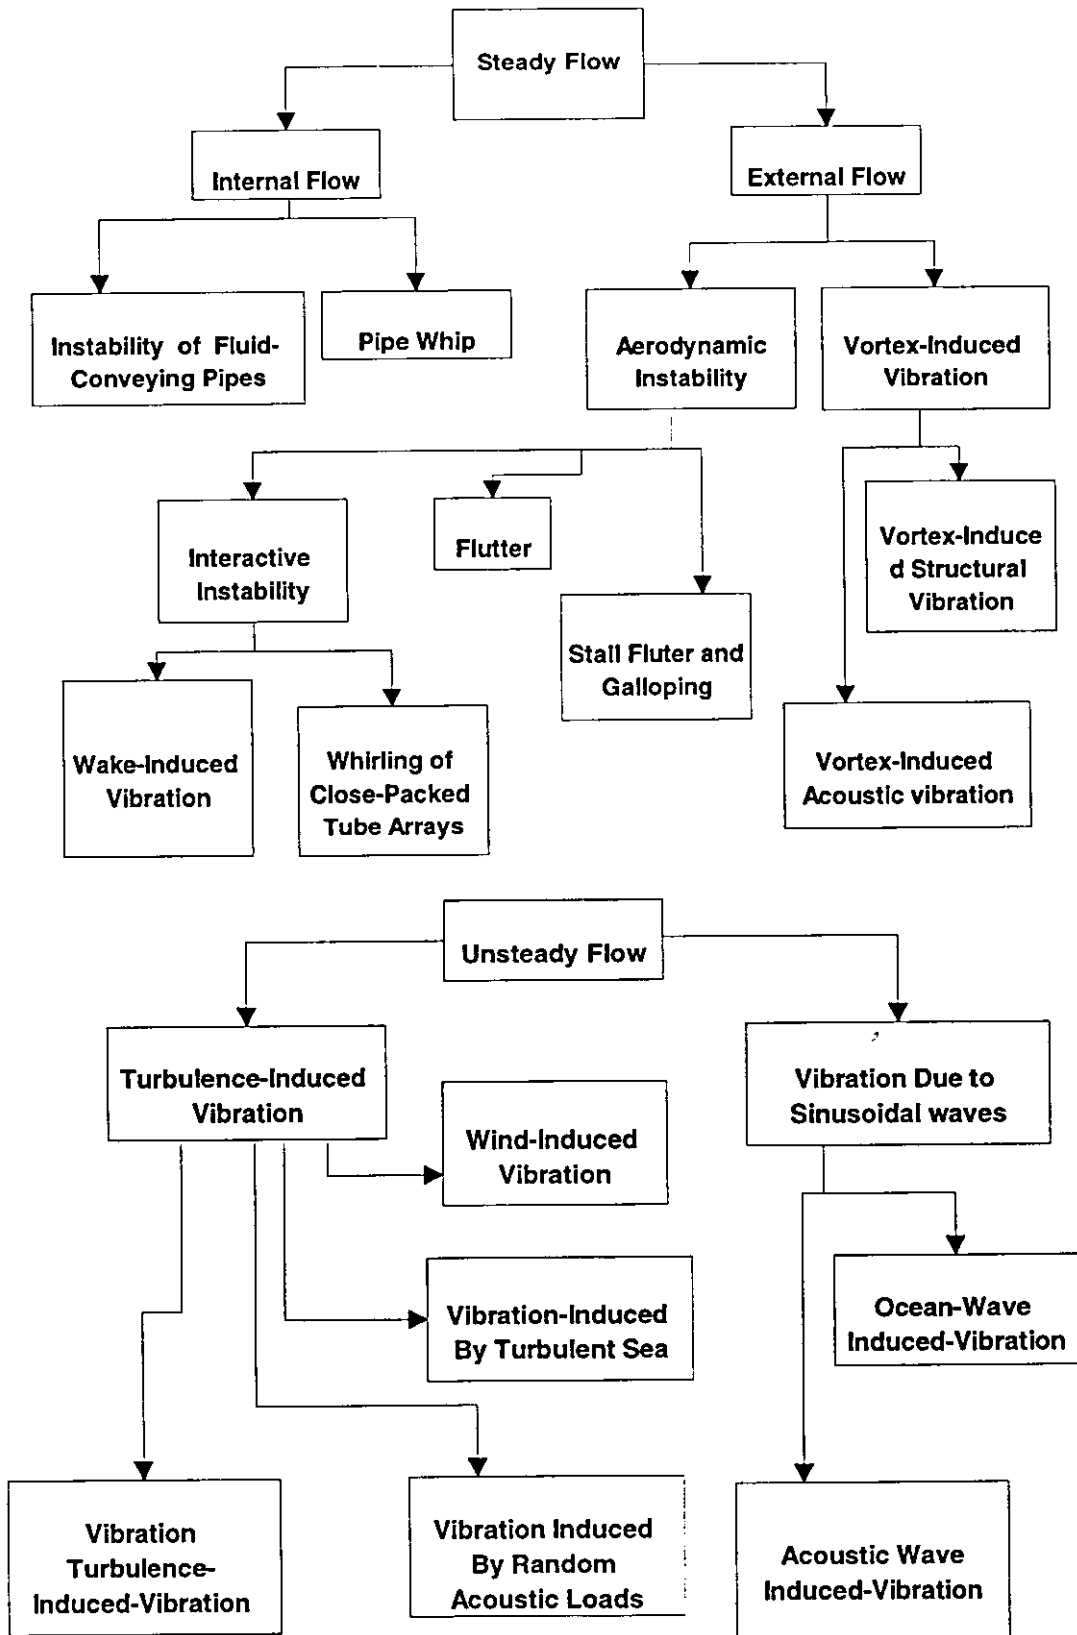 Steady Flow
Internal Flow
External Flow
Instability of Fluid-
Conveying Pipes
Pipe Whip
Aerodynamic
Instability
Vortex-Induced
Vibration
Interactive
Instability
Flutter
Stall Fluter and
Galloping
Vortex-Induce
d Structural
Vibration
Wake-Induced
Vibration
Whirling of
Close-Packed
Tube Arrays
Vortex-Induced
Acoustic vibration
Unsteady Flow
Turbulence-Induced
Vibration
Vibration Due to
Sinusoidal waves
Wind-Induced
Vibration
Vibration-Induced
By Turbulent Sea
Ocean-Wave
Induced-Vibration
Vibration
Turbulence-
Induced-Vibration
Vibration Induced
By Random
Acoustic Loads
Acoustic Wave
Induced-Vibration